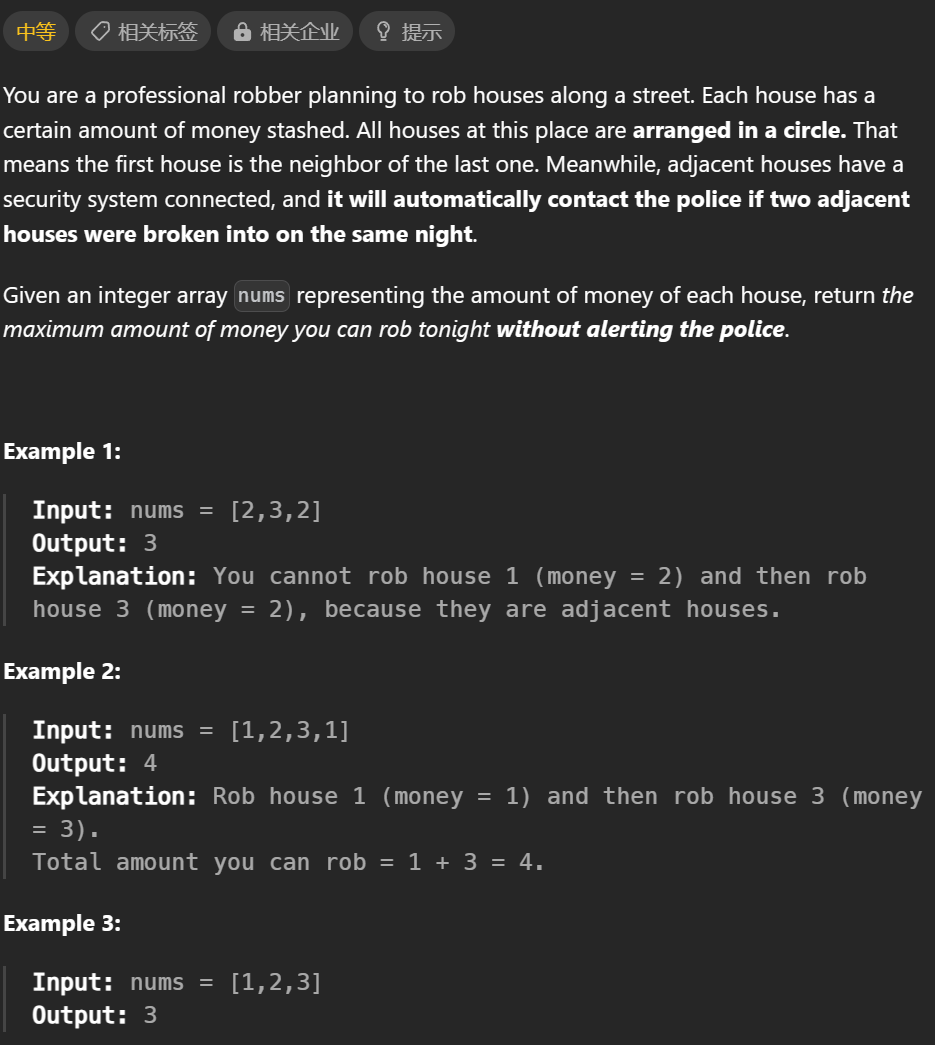 中等 相关标签 相关企业 提示
You are a professional robber planning to rob houses along a street. Each house has a
certain amount of money stashed. All houses at this place are arranged in a circle. That
means the first house is the neighbor of the last one. Meanwhile, adjacent houses have a
security system connected, and it will automatically contact the police if two adjacent
houses were broken into on the same night.
Given an integer array nums representing the amount of money of each house, return the
maximum amount of money you can rob tonight without alerting the police.
Example 1:
Input: nums = [2,3,2]
Output: 3
Explanation: You cannot rob house 1 (money = 2) and then rob
house 3 (money = 2), because they are adjacent houses.
Example 2:
Input: nums = [1,2,3,1]
Output: 4
Explanation: Rob house 1 (money = 1) and then rob house 3 (money
= 3).
Total amount you can rob = 1 + 3 = 4.
Example 3:
Input: nums = [1,2,3]
Output: 3